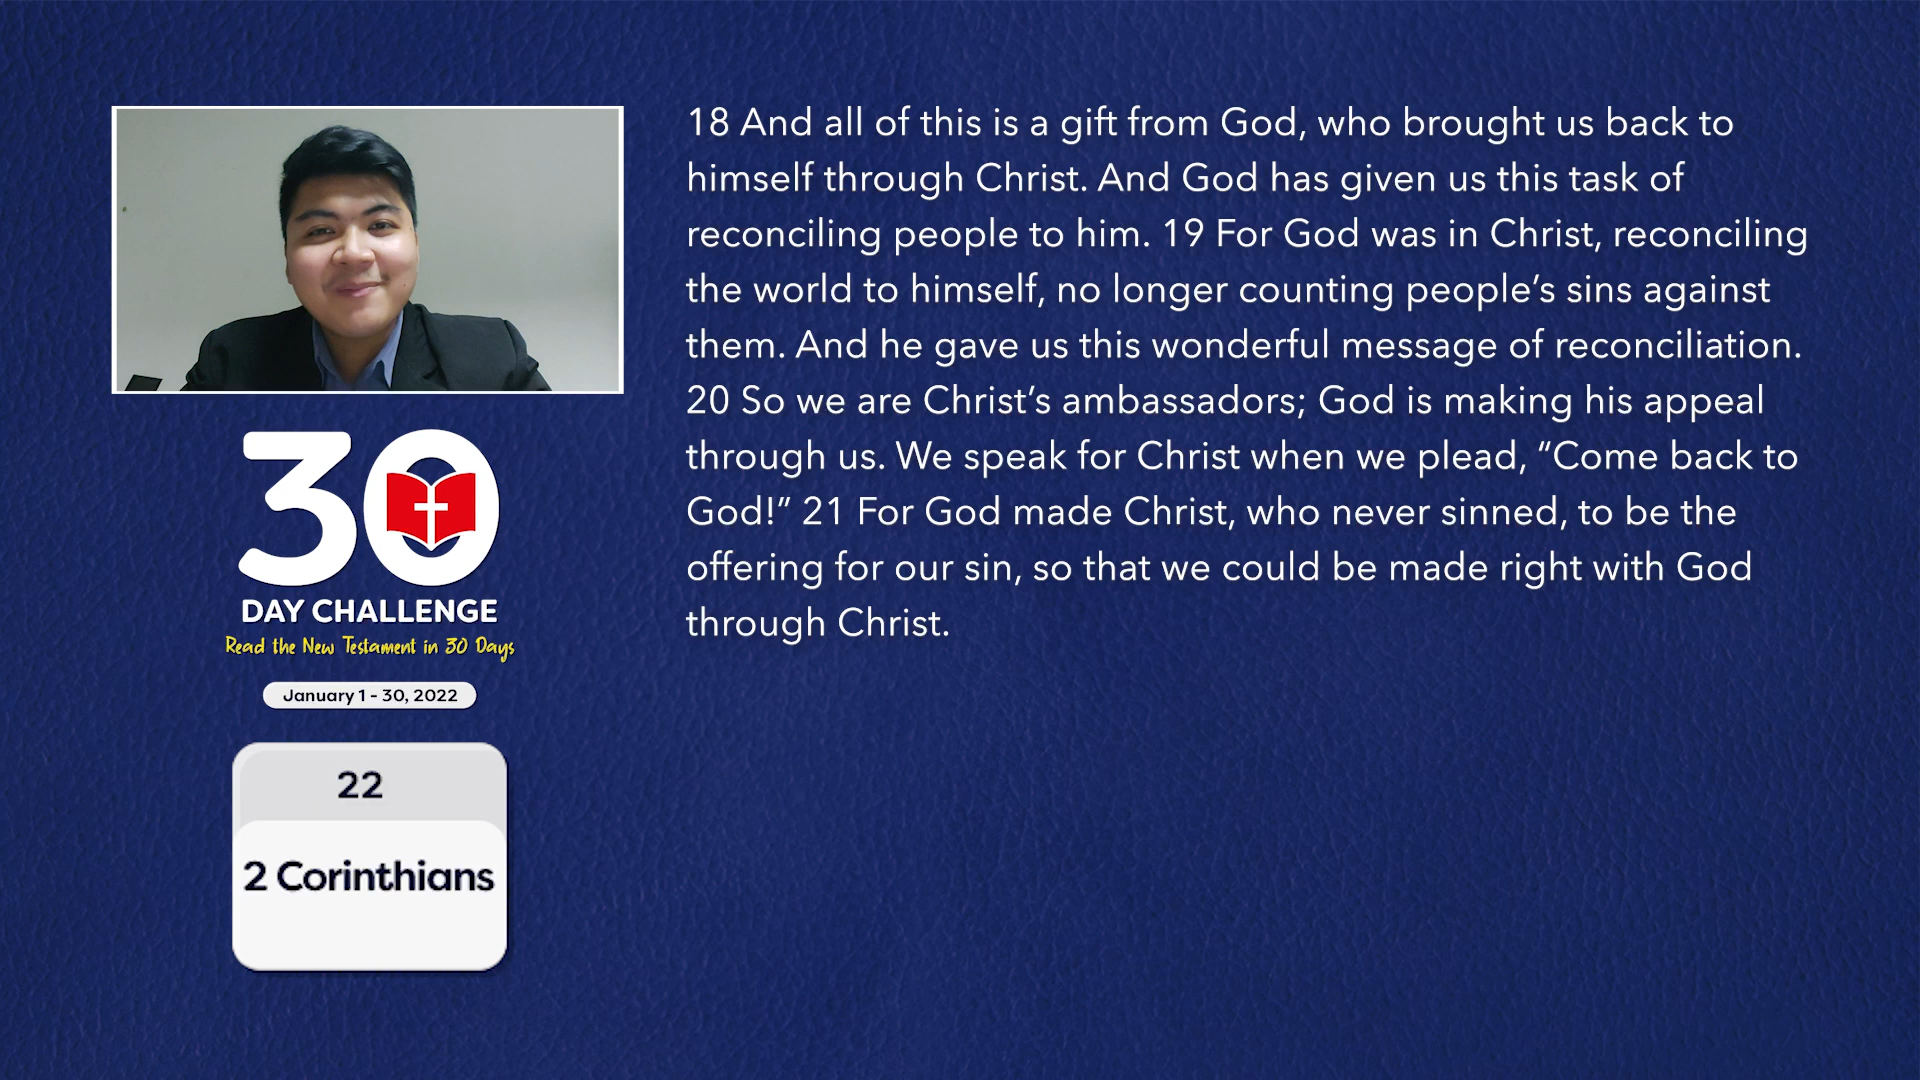 18 And all of this is a gift from God, who brought us back to
himself through Christ. And God has given us this task of
reconciling people to him. 19 For God was in Christ, reconciling
the world to himself, no longer counting people’s sins against
them. And he gave us this wonderful message of reconciliation.
20 So we are Christ’s ambassadors; God is making his appeal
through us. We speak for Christ when we plead, “Come back to
God!” 21 For God made Christ, who never sinned, to be the
offering for our sin, so that we could be made right with God
through Christ.
30
DAY CHALLENGE
Read the New Testament in 30 Days
January 1 - 30, 2022
22
2 Corinthians